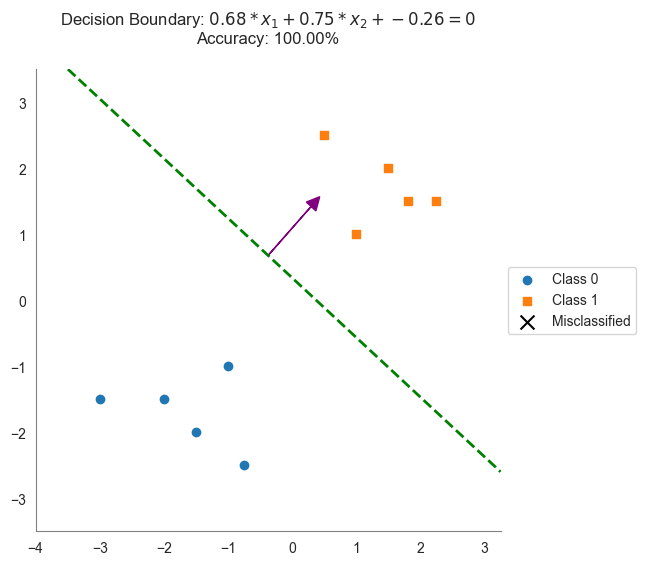 Decision Boundary: 0.68 * x₁ + 0.75 * x₂ + −0.26 = 0
Accuracy: 100.00%
3
2
1
0
−1
−2
−3
−4 −3 −2 −1 0 1 2 3
Class 0
Class 1
Misclassified